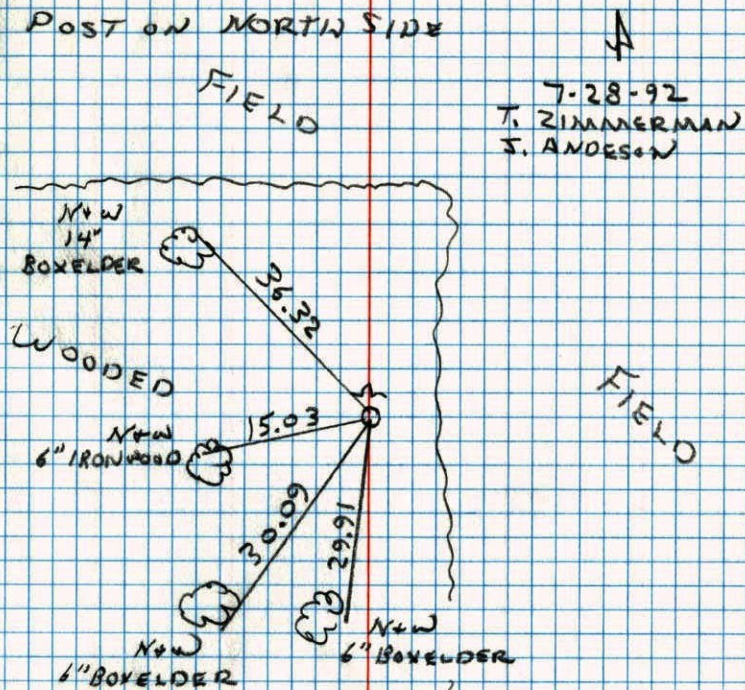 POST ON NORTH SIDE
FIELD
7-28-92
T. ZIMMERMAN
J. ANDESON
N+W
14"
BOXELDER
36.32
WOODED
FIELD
15.03
N+W
6" IRONWOOD
30.09
29.91
N+W
6" BOXELDER
N+W
6" BOXELDER